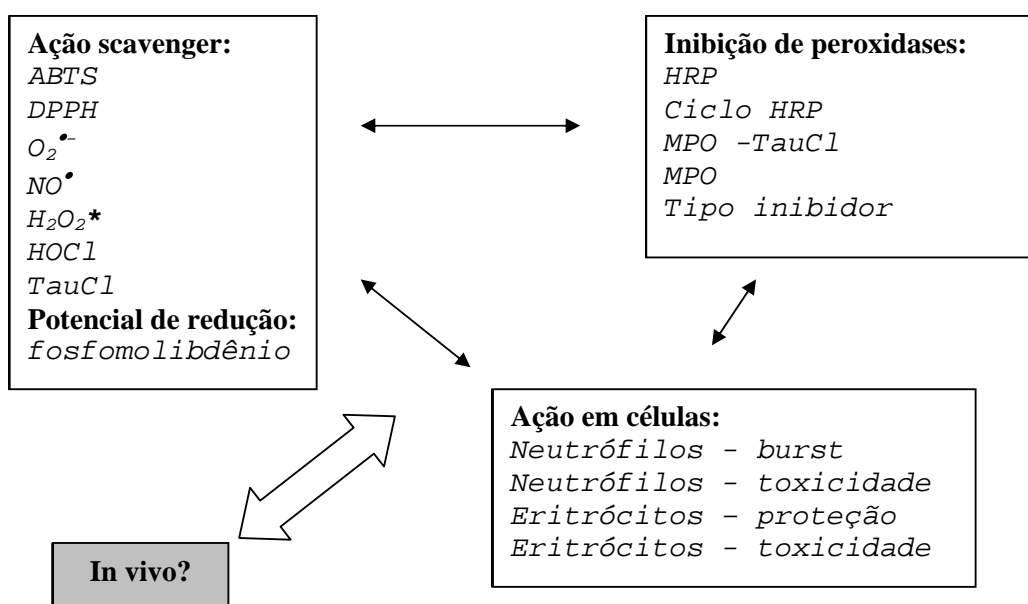 Ação scavenger:
ABTS
DPPH
O₂•-
NO•
H₂O₂*
HOCl
TauCl
Potencial de redução:
fosfomolibdênio
Inibição de peroxidases:
HRP
Ciclo HRP
MPO -TauCl
MPO
Tipo inibidor
Ação em células:
Neutrófilos - burst
Neutrófilos - toxicidade
Eritrócitos - proteção
Eritrócitos - toxicidade
In vivo?